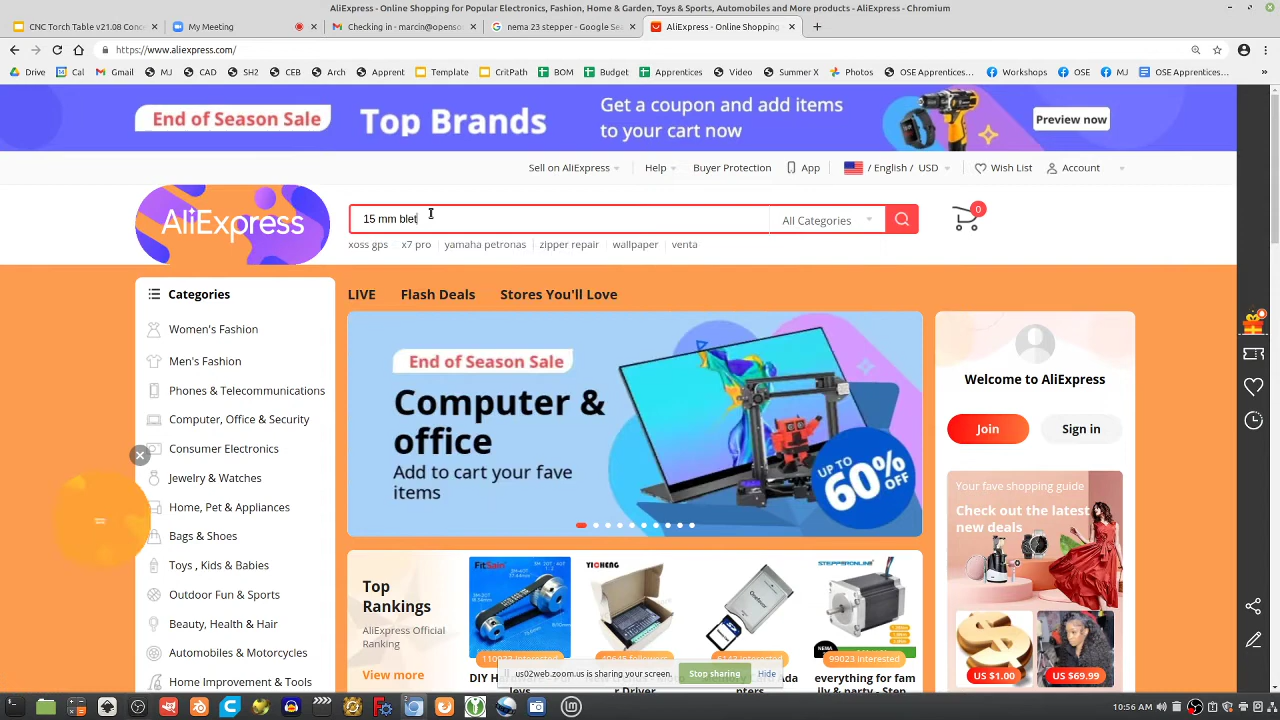 AliExpress - Online Shopping for Popular Electronics, Fashion, Home & Garden, Toys & Sports, Automobiles and More products - AliExpress - Chromium
CNC Torch Table v21.04 Conc
My Meeting
Checking in - marcin@openso
nema 23 stepper - Google Se
AliExpress - Online Shopping
https://www.aliexpress.com/
Drive
Cal
Gmail
MJ
CAD
SH2
CEB
Arch
Apprent
Template
CritPath
BOM
Budget
Apprentices
Video
Summer X
Photos
OSE Apprentices...
Workshops
OSE
MJ
OSE Apprentices...
End of Season Sale
Top Brands
Get a coupon and add items
to your cart now
Preview now
Sell on AliExpress
Help
Buyer Protection
App
/ English / USD
Wish List
Account
AliExpress
15 mm blet
All Categories
0
xoss gps
x7 pro
yamaha petronas
zipper repair
wallpaper
venta
Categories
Women's Fashion
Men's Fashion
Phones & Telecommunications
Computer, Office & Security
Consumer Electronics
Jewelry & Watches
Home, Pet & Appliances
Bags & Shoes
Toys , Kids & Babies
Outdoor Fun & Sports
Beauty, Health & Hair
Automobiles & Motorcycles
Home Improvement & Tools
LIVE
Flash Deals
Stores You'll Love
End of Season Sale
Computer &
office
Add to cart your fave
items
UP TO
60%
OFF
Welcome to AliExpress
Join
Sign in
Your fave shopping guide
Check out the latest
new deals
US $1.00
US $69.99
Top
Rankings
AliExpress Official
Ranking
View more
FitSain
YICHENG
STEPPERONLINE
NEMA
99023 interested
everything for fam
ily & party - Step
us02web.zoom.us is sharing your screen.
Stop sharing
Hide
10:56 AM